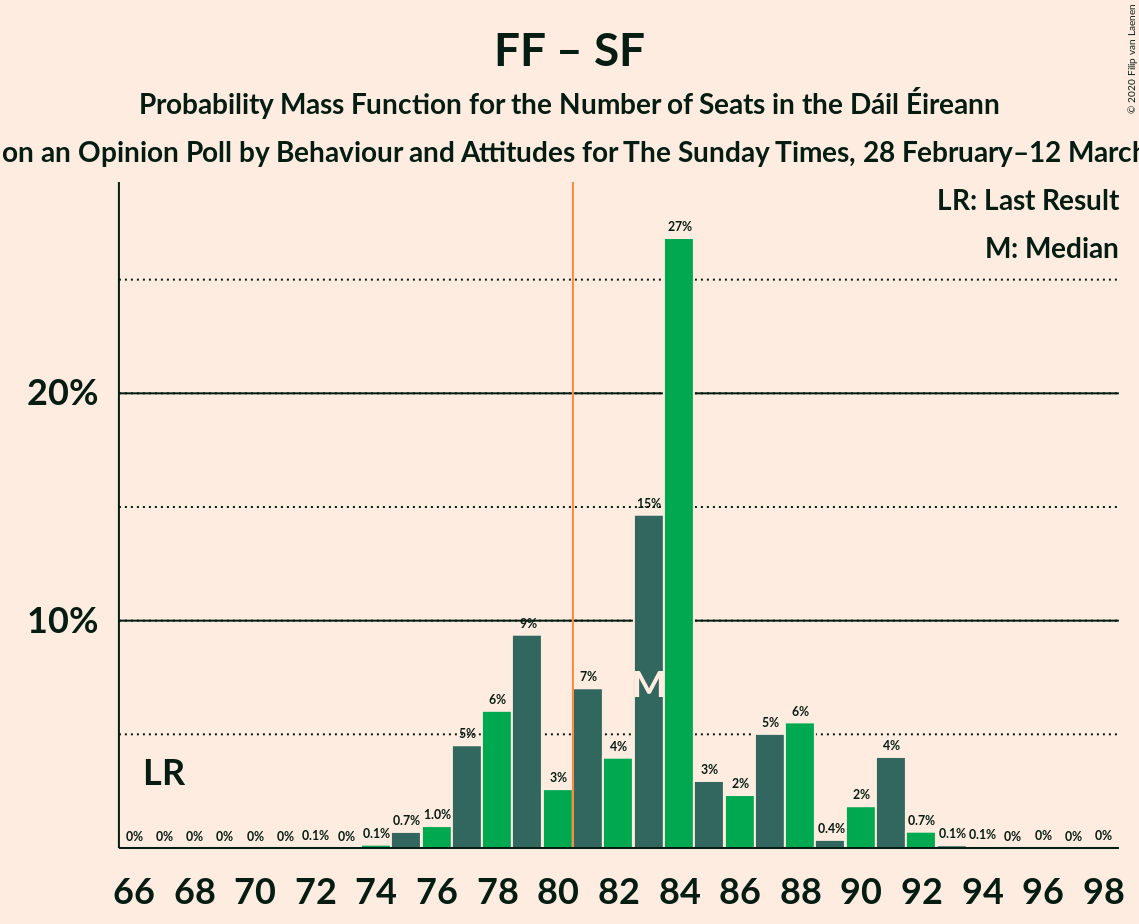 FF – SF
Probability Mass Function for the Number of Seats in the Dáil Éireann
on an Opinion Poll by Behaviour and Attitudes for The Sunday Times, 28 February–12 March
© 2020 Filip van Laenen
LR: Last Result
M: Median
20%
10%
LR
M
0% 0% 0% 0% 0% 0% 0.1% 0% 0.1% 0.7% 1.0% 5% 6% 9% 3% 7% 4% 15% 27% 3% 2% 5% 6% 0.4% 2% 4% 0.7% 0.1% 0.1% 0% 0% 0% 0%
66 68 70 72 74 76 78 80 82 84 86 88 90 92 94 96 98